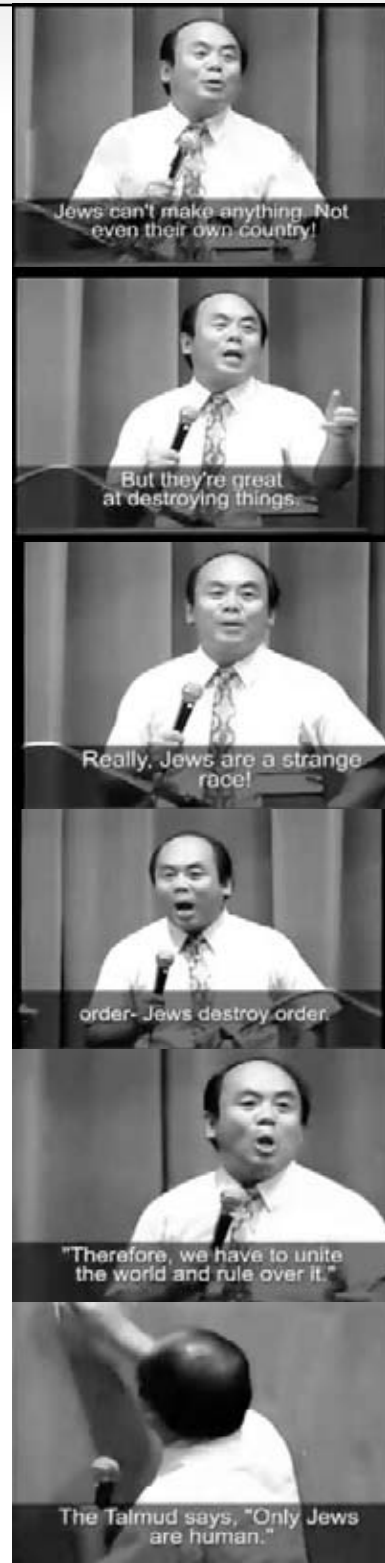 Jews can't make anything. Not
even their own country!
But they're great
at destroying things.
Really, Jews are a strange
race!
order- Jews destroy order.
"Therefore, we have to unite
the world and rule over it."
The Talmud says, "Only Jews
are human."